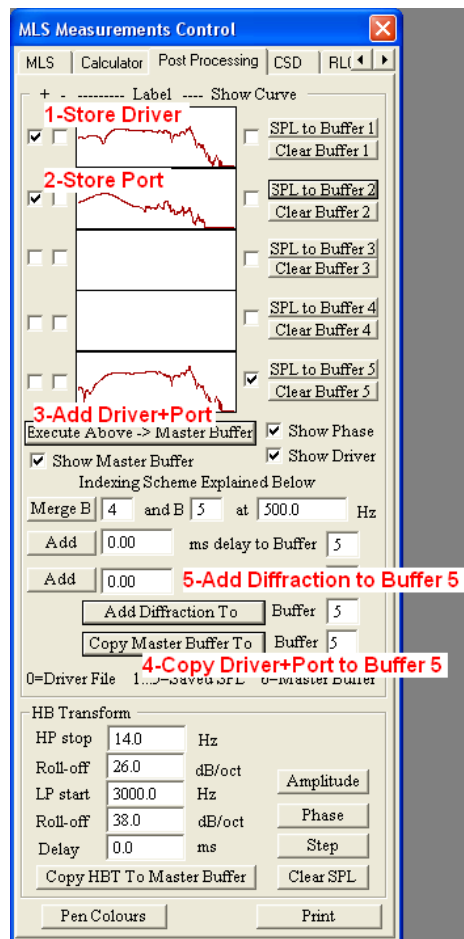 MLS Measurements Control
MLS Calculator Post Processing CSD RL(
+ - --------- Label ---- Show Curve
1-Store Driver
SPL to Buffer 1
Clear Buffer 1
2-Store Port
SPL to Buffer 2
Clear Buffer 2
SPL to Buffer 3
Clear Buffer 3
SPL to Buffer 4
Clear Buffer 4
SPL to Buffer 5
Clear Buffer 5
3-Add Driver+Port
Execute Above -> Master Buffer Show Phase
Show Master Buffer Show Driver
Indexing Scheme Explained Below
Merge B 4 and B 5 at 500.0 Hz
Add 0.00 ms delay to Buffer 5
Add 0.00 5-Add Diffraction to Buffer 5
Add Diffraction To Buffer 5
Copy Master Buffer To Buffer 5
4-Copy Driver+Port to Buffer 5
0=Driver File 1...5=Saved SPL 6=Master Buffer
HB Transform
HP stop 14.0 Hz
Roll-off 26.0 dB/oct
Amplitude
LP start 3000.0 Hz
Roll-off 38.0 dB/oct Phase
Delay 0.0 ms Step
Copy HBT To Master Buffer Clear SPL
Pen Colours Print